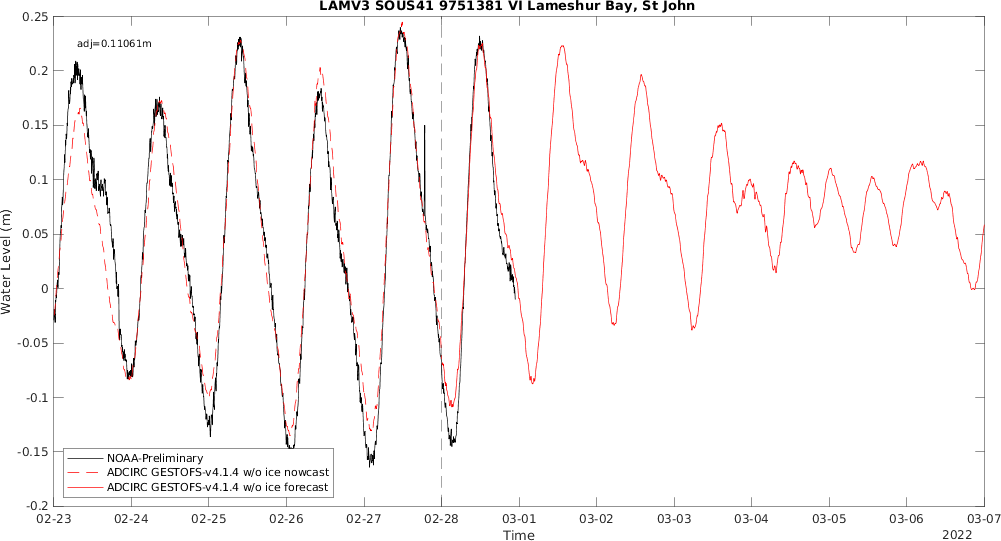 LAMV3 SOUS41 9751381 VI Lameshur Bay, St John
adj=0.11061m
0.25
0.2
0.15
0.1
0.05
0
-0.05
-0.1
-0.15
-0.2
Water Level (m)
NOAA-Preliminary
ADCIRC GESTOFS-v4.1.4 w/o ice nowcast
ADCIRC GESTOFS-v4.1.4 w/o ice forecast
02-23 02-24 02-25 02-26 02-27 02-28 03-01 03-02 03-03 03-04 03-05 03-06 03-07
Time
2022